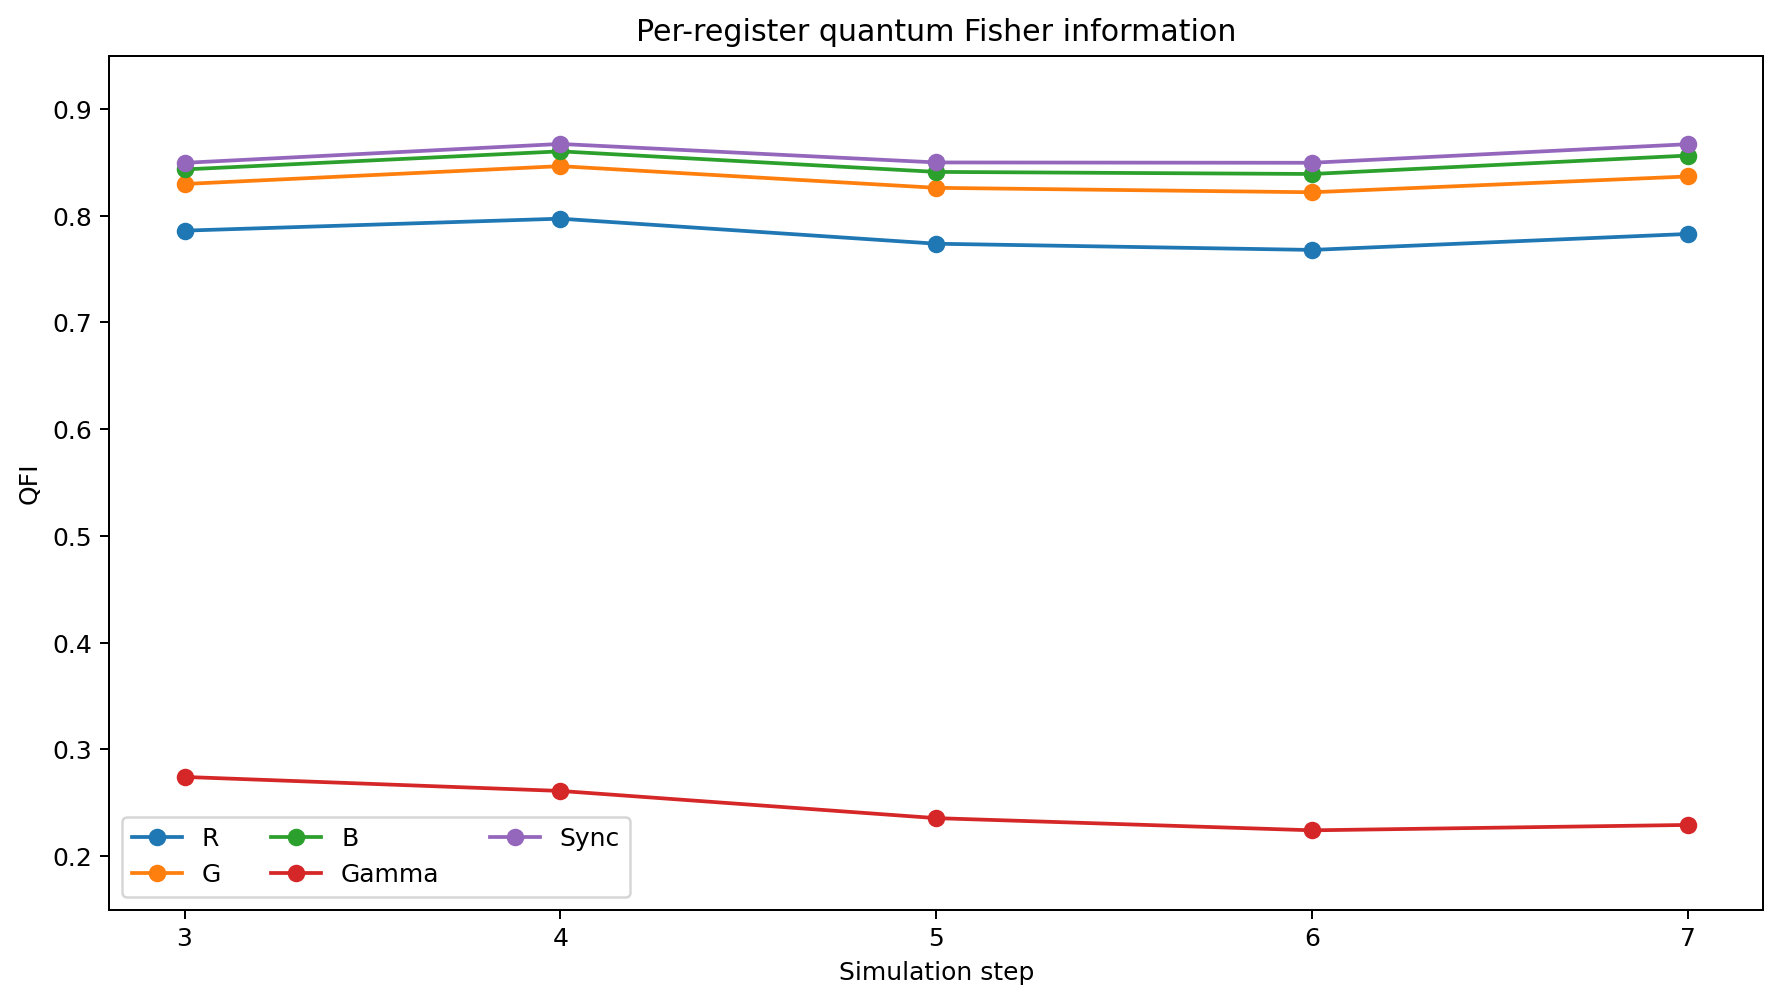 Per-register quantum Fisher information
0.9
0.8
0.7
0.6
0.5
0.4
0.3
0.2
QFI
R
B
Sync
G
Gamma
3 4 5 6 7
Simulation step